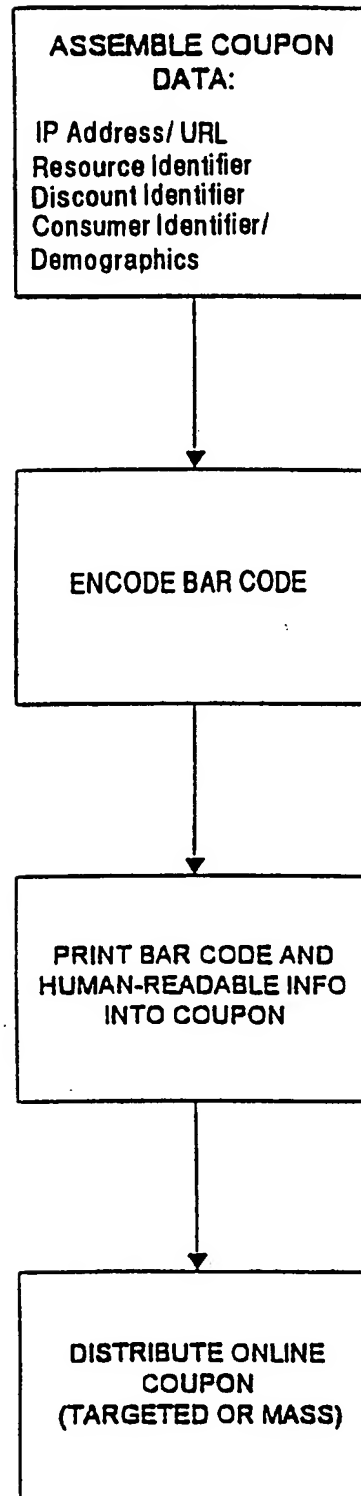 ASSEMBLE COUPON
DATA:
IP Address/ URL
Resource Identifier
Discount Identifier
Consumer Identifier/
Demographics
ENCODE BAR CODE
PRINT BAR CODE AND
HUMAN-READABLE INFO
INTO COUPON
DISTRIBUTE ONLINE
COUPON
(TARGETED OR MASS)